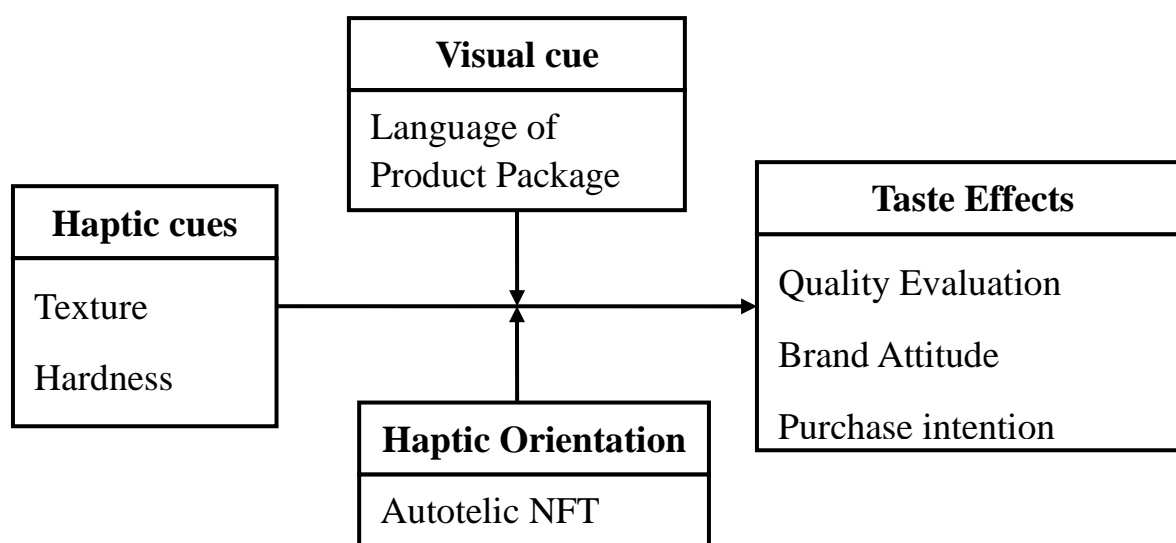 Visual cue
Language of
Product Package
Haptic cues
Texture
Hardness
Taste Effects
Quality Evaluation
Brand Attitude
Purchase intention
Haptic Orientation
Autotelic NFT